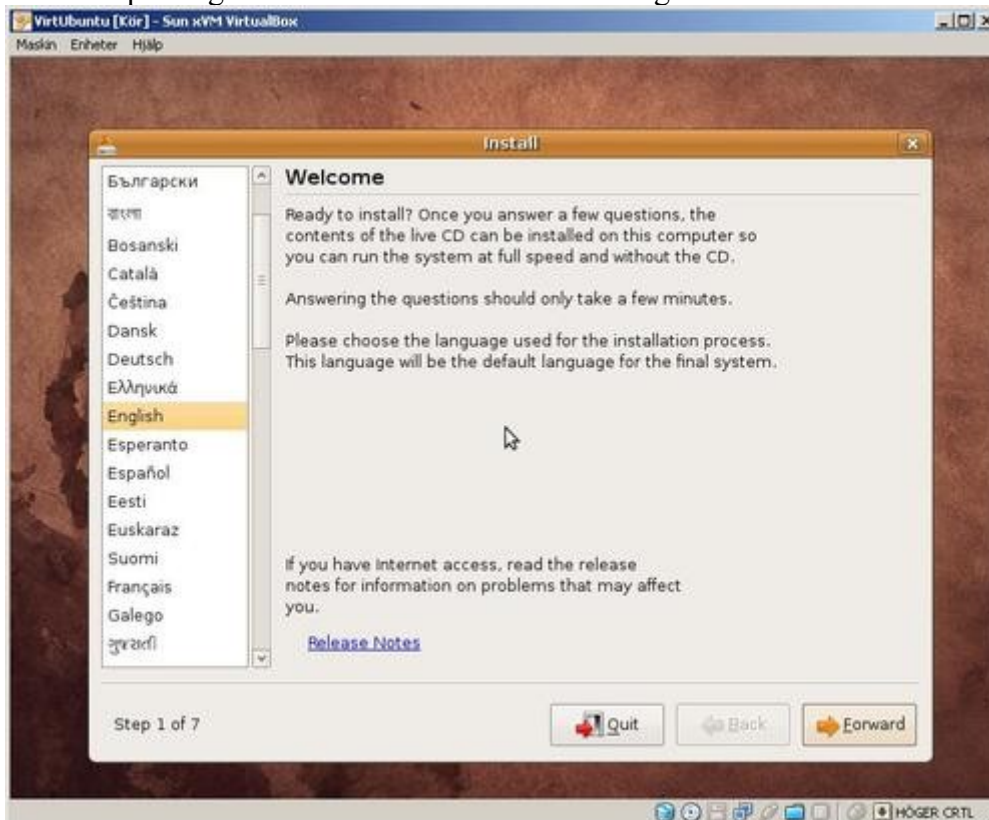 VirtUbuntu [Kör] - Sun xVM VirtualBox
Maskin Enheter Hjälp
Install
Български
বাংলা
Bosanski
Català
Čeština
Dansk
Deutsch
Ελληνικά
English
Esperanto
Español
Eesti
Euskaraz
Suomi
Français
Galego
ગુજરાતી
Welcome
Ready to install? Once you answer a few questions, the
contents of the live CD can be installed on this computer so
you can run the system at full speed and without the CD.
Answering the questions should only take a few minutes.
Please choose the language used for the installation process.
This language will be the default language for the final system.
If you have Internet access, read the release
notes for information on problems that may affect
you.
Release Notes
Step 1 of 7
Quit
Back
Forward
HÖGER CRTL